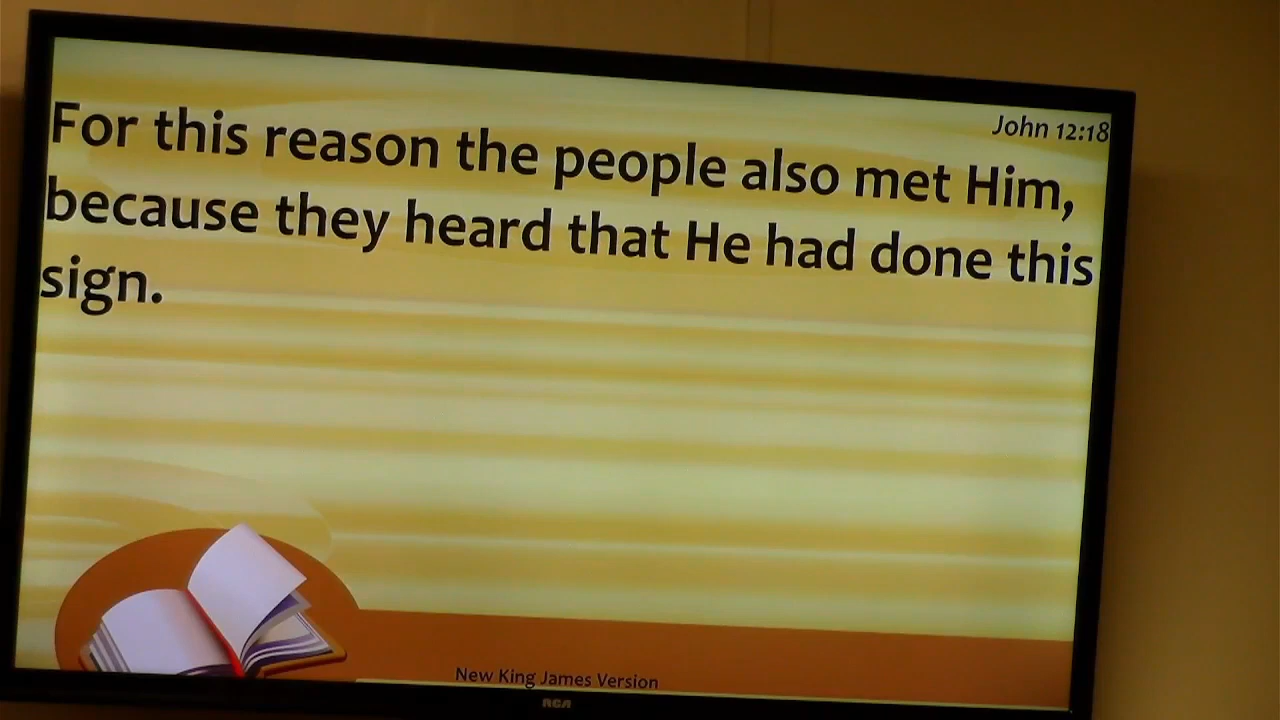 John 12:18
For this reason the people also met Him,
because they heard that He had done this
sign.
New King James Version
RCA